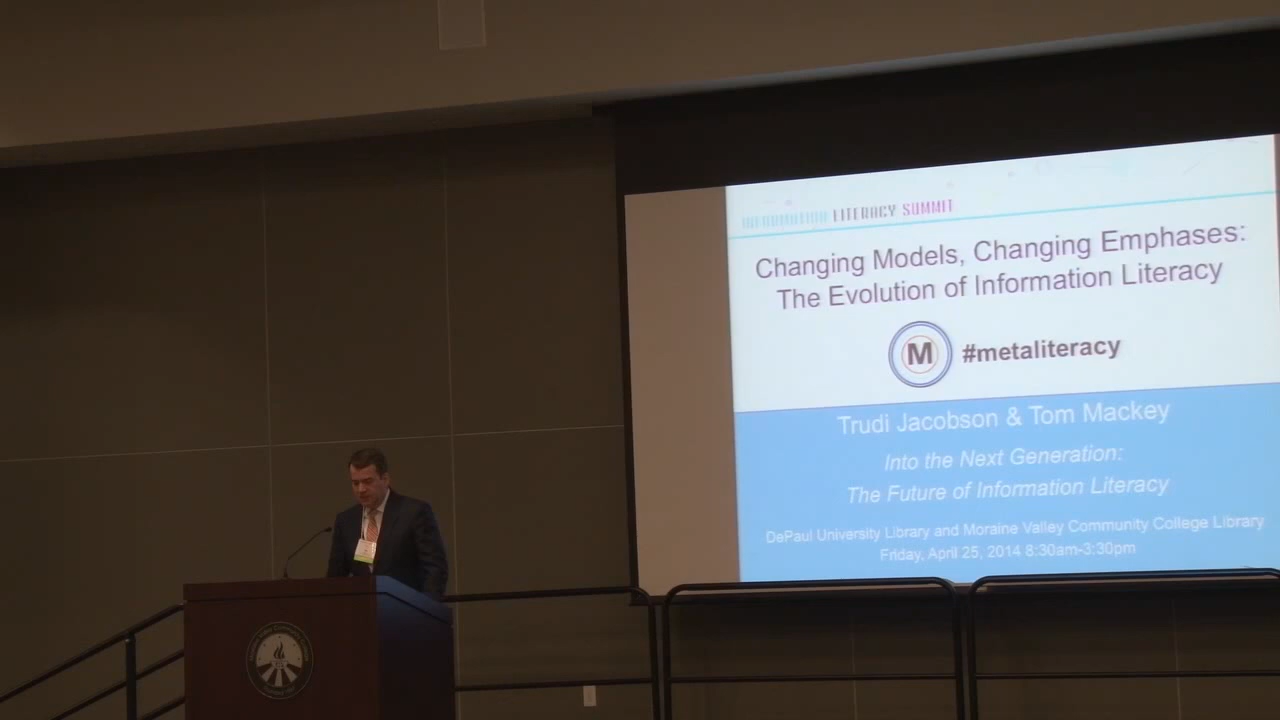 INFORMATION LITERACY SUMMIT
Changing Models, Changing Emphases:
The Evolution of Information Literacy
M #metaliteracy
Trudi Jacobson & Tom Mackey
Into the Next Generation:
The Future of Information Literacy
DePaul University Library and Moraine Valley Community College Library
Friday, April 25, 2014 8:30am-3:30pm